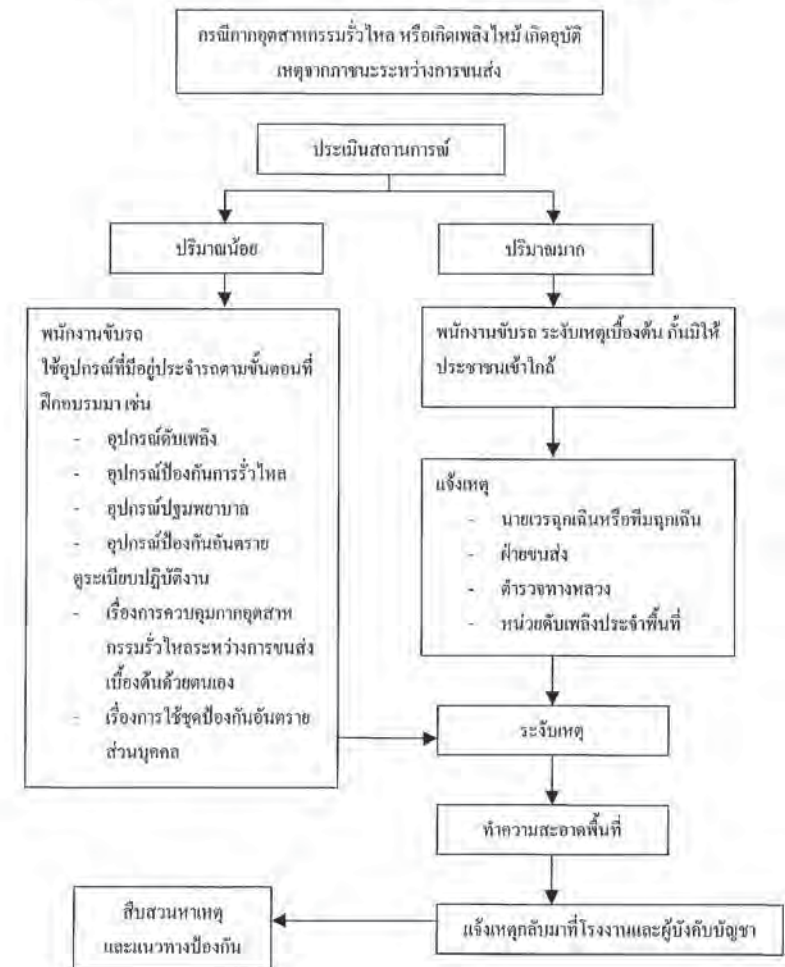 กรณีกากอุตสาหกรรมรั่วไหล หรือเกิดเพลิงไหม้ เกิดอุบัติ
เหตุจากภาชนะระหว่างการขนส่ง
ประเมินสถานการณ์
ปริมาณน้อย
ปริมาณมาก
พนักงานขับรถ
ใช้อุปกรณ์ที่มีอยู่ประจำรถตามขั้นตอนที่
ฝึกอบรมมา เช่น
- อุปกรณ์ดับเพลิง
- อุปกรณ์ป้องกันการรั่วไหล
- อุปกรณ์ปฐมพยาบาล
- อุปกรณ์ป้องกันอันตราย
ดูระเบียบปฏิบัติงาน
- เรื่องการควบคุมกากอุตสาห
กรรมรั่วไหลระหว่างการขนส่ง
เบื้องต้นด้วยตนเอง
- เรื่องการใช้ชุดป้องกันอันตราย
ส่วนบุคคล
พนักงานขับรถ ระงับเหตุเบื้องต้น กั้นมิให้
ประชาชนเข้าใกล้
แจ้งเหตุ
- นายเวรฉุกเฉินหรือทีมฉุกเฉิน
- ฝ่ายขนส่ง
- ตำรวจทางหลวง
- หน่วยดับเพลิงประจำพื้นที่
ระงับเหตุ
ทำความสะอาดพื้นที่
แจ้งเหตุกลับมาที่โรงงานและผู้บังคับบัญชา
สืบสวนหาเหตุ
และแนวทางป้องกัน